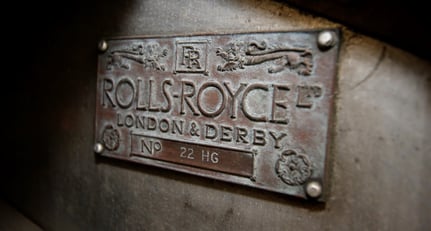 RR
ROLLS-ROYCE LTD
LONDON & DERBY
No 22 HG